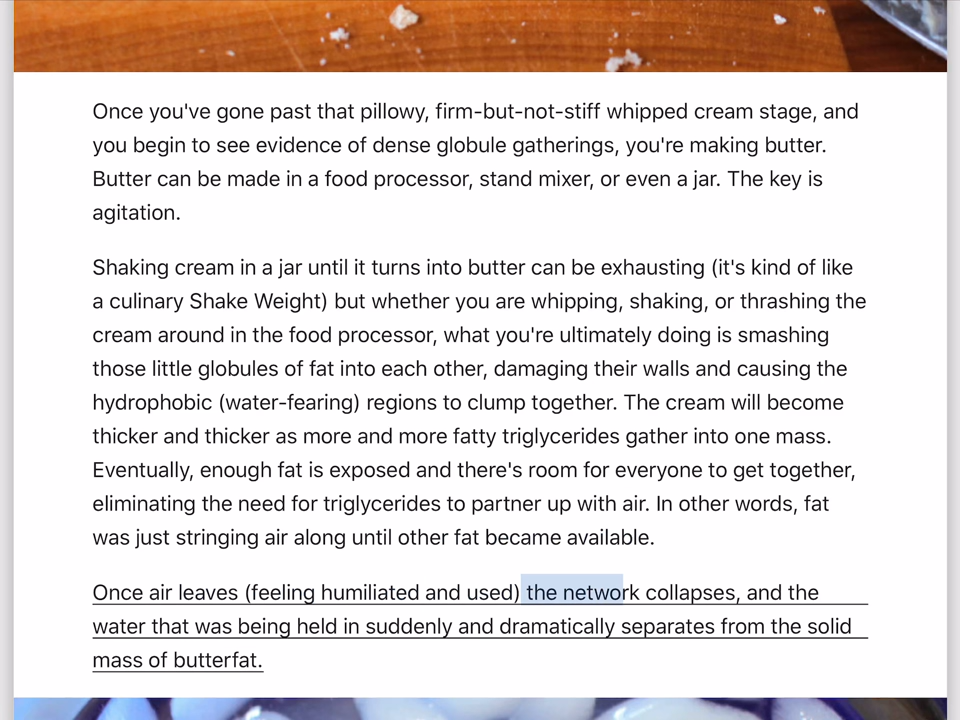 Once you've gone past that pillowy, firm-but-not-stiff whipped cream stage, and
you begin to see evidence of dense globule gatherings, you're making butter.
Butter can be made in a food processor, stand mixer, or even a jar. The key is
agitation.
Shaking cream in a jar until it turns into butter can be exhausting (it's kind of like
a culinary Shake Weight) but whether you are whipping, shaking, or thrashing the
cream around in the food processor, what you're ultimately doing is smashing
those little globules of fat into each other, damaging their walls and causing the
hydrophobic (water-fearing) regions to clump together. The cream will become
thicker and thicker as more and more fatty triglycerides gather into one mass.
Eventually, enough fat is exposed and there's room for everyone to get together,
eliminating the need for triglycerides to partner up with air. In other words, fat
was just stringing air along until other fat became available.
Once air leaves (feeling humiliated and used) the network collapses, and the
water that was being held in suddenly and dramatically separates from the solid
mass of butterfat.